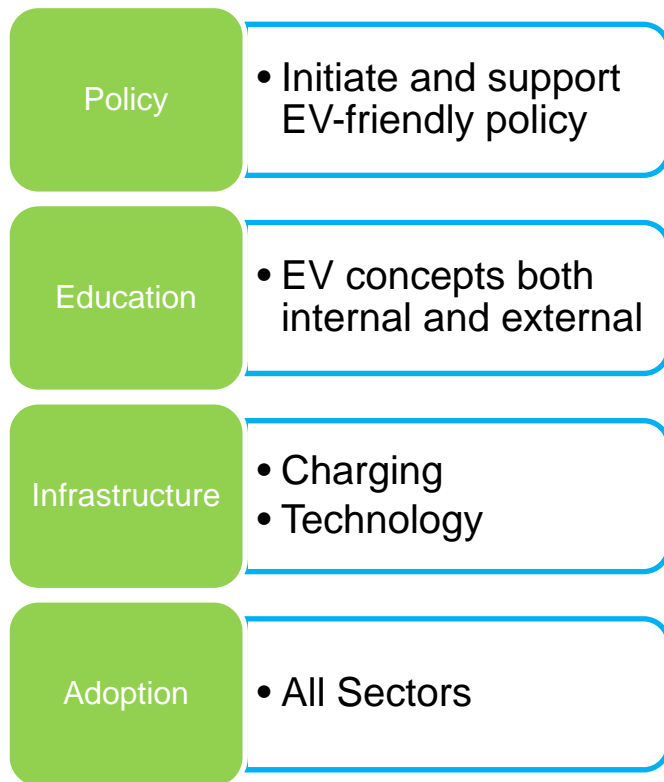 Policy
• Initiate and support
EV-friendly policy
Education
• EV concepts both
internal and external
Infrastructure
• Charging
• Technology
Adoption
• All Sectors